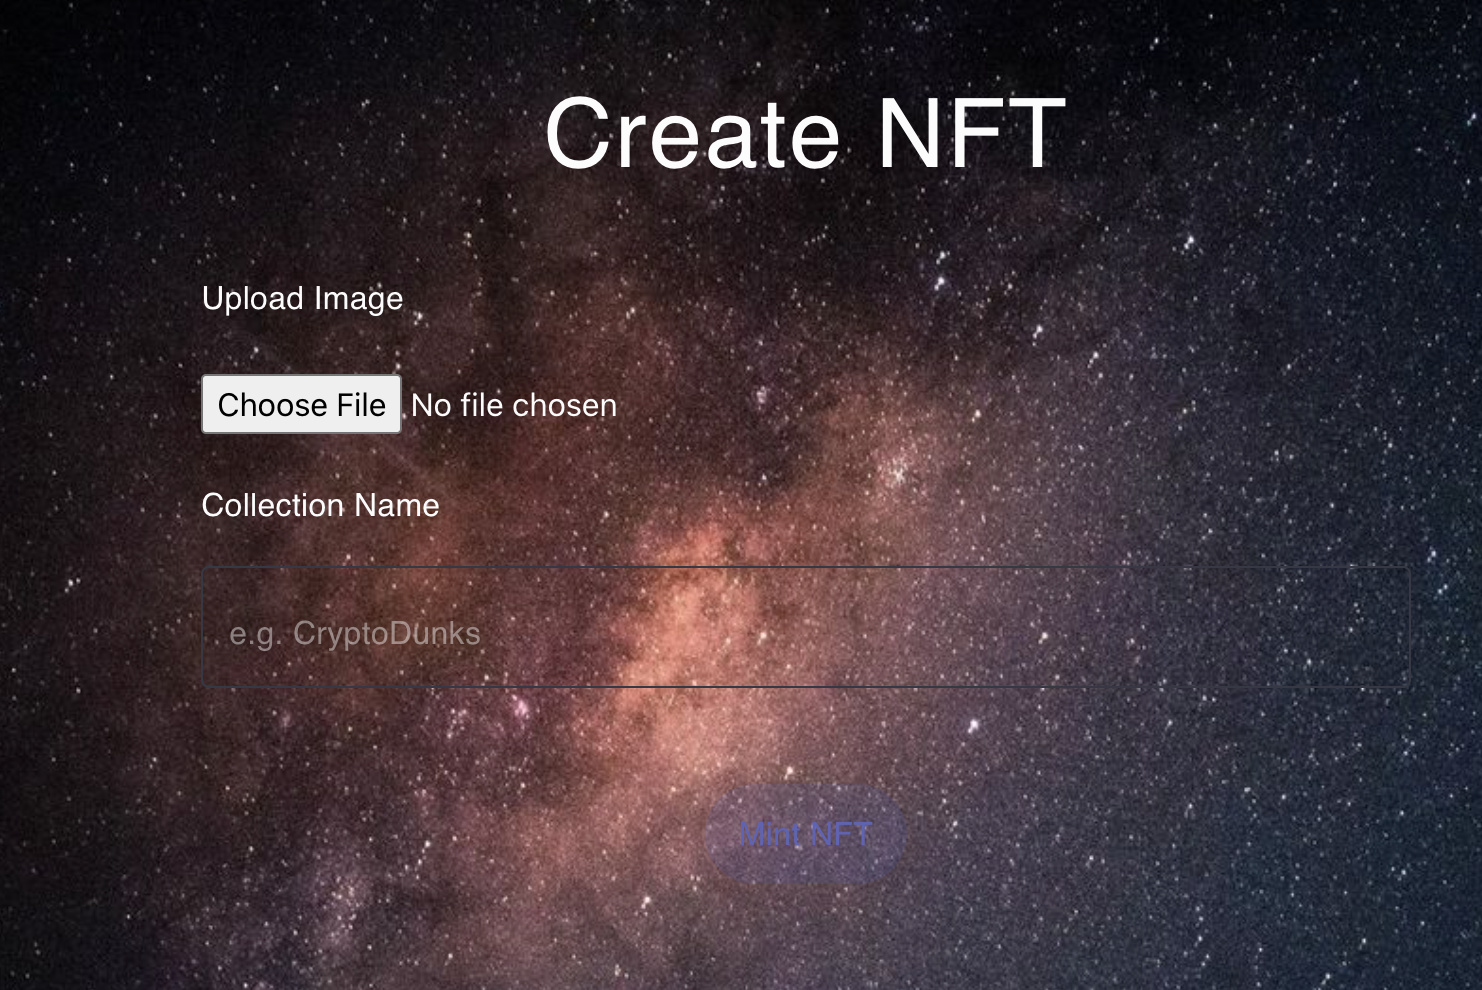 Create NFT
Upload Image
Choose File No file chosen
Collection Name
e.g. CryptoDunks
Mint NFT